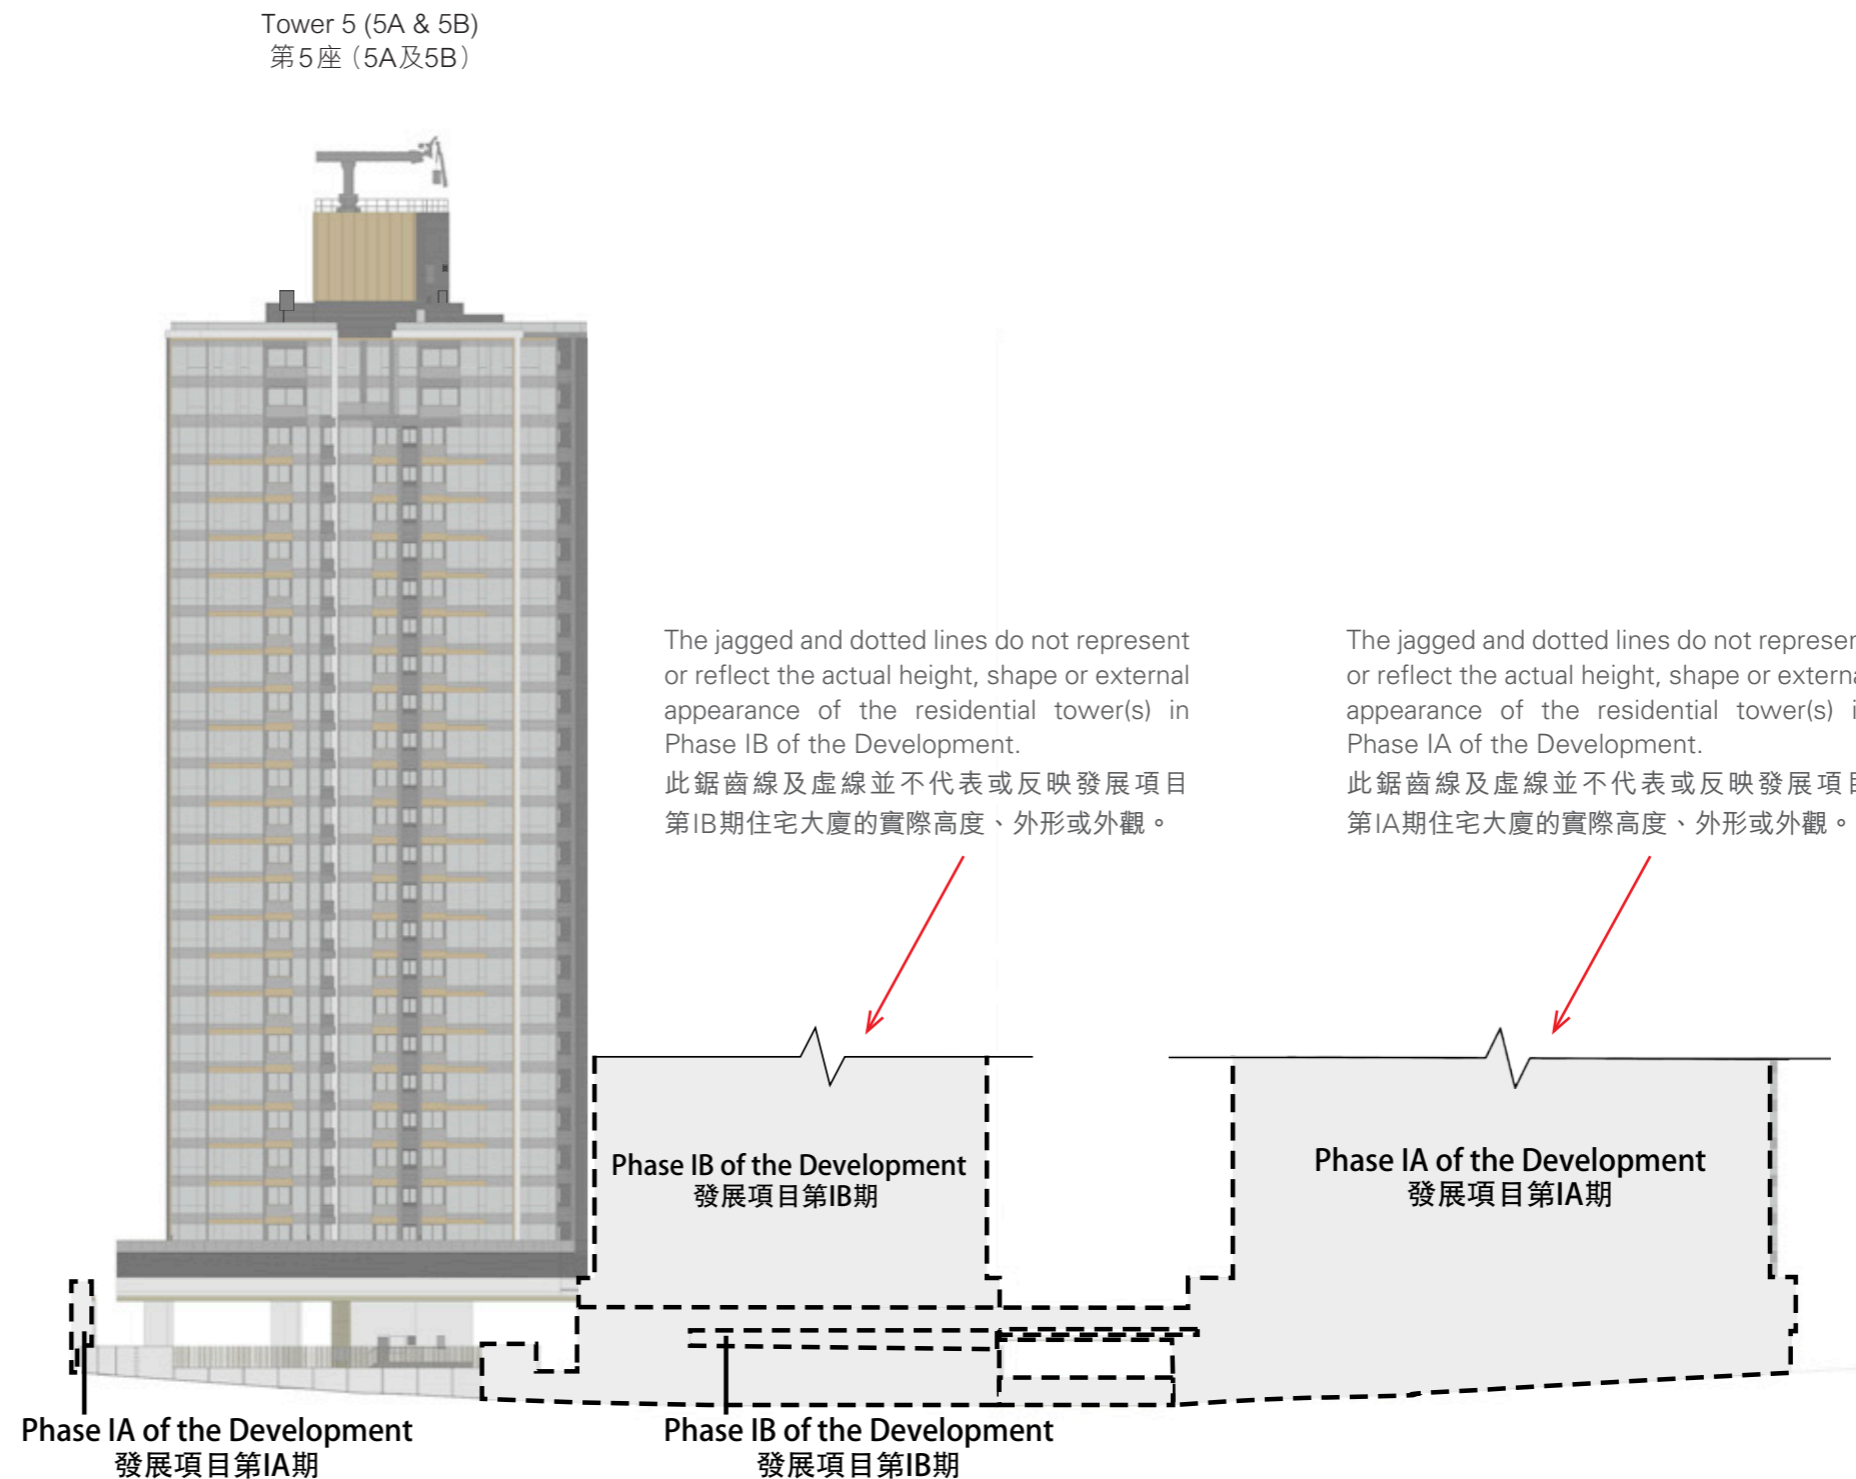 Tower 5 (5A & 5B)
第5座（5A及5B）
The jagged and dotted lines do not represent
or reflect the actual height, shape or external
appearance of the residential tower(s) in
Phase IB of the Development.
此鋸齒線及虛線並不代表或反映發展項目
第IB期住宅大廈的實際高度、外形或外觀。
The jagged and dotted lines do not represen
or reflect the actual height, shape or externa
appearance of the residential tower(s) i
Phase IA of the Development.
此鋸齒線及虛線並不代表或反映發展項目
第IA期住宅大廈的實際高度、外形或外觀。
Phase IB of the Development
發展項目第IB期
Phase IA of the Development
發展項目第IA期
Phase IA of the Development
發展項目第IA期
Phase IB of the Development
發展項目第IB期